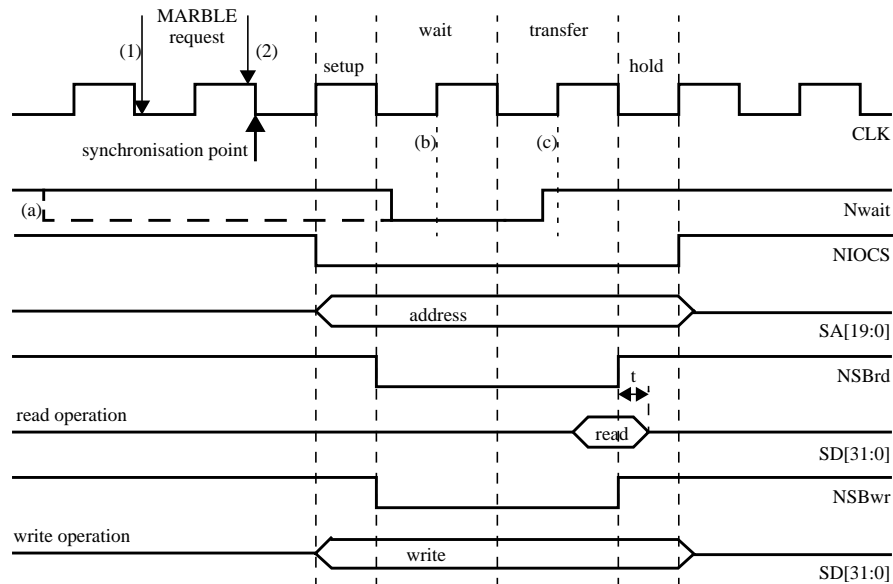 MARBLE
request
(1)
(2)
wait
transfer
setup
hold
CLK
synchronisation point
(b)
(c)
(a)
Nwait
NIOCS
address
SA[19:0]
NSBrd
t
read operation
read
SD[31:0]
NSBwr
write operation
write
SD[31:0]